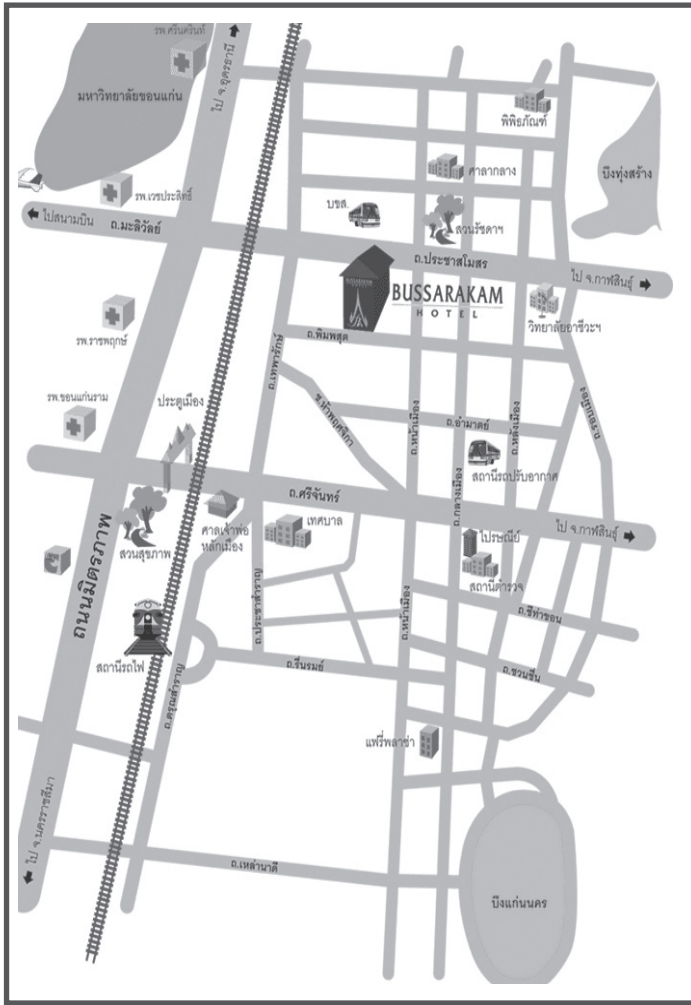 รพ.ศรีนครินท์
ไป จ.อุดรธานี
มหาวิทยาลัยขอนแก่น
พิพิธภัณฑ์
ศาลากลาง
บึงทุ่งสร้าง
รพ.เวชประสิทธิ์
บขส.
สวนรัชดาฯ
ไปสนามบิน
ถ.มะลิวัลย์
ถ.ประชาสโมสร
ไป จ.กาฬสินธุ์
BUSSARAKAM
HOTEL
วิทยาลัยอาชีวะฯ
รพ.ราชพฤกษ์
ถ.พิมพสุต
ถ.เทพารักษ์
รพ.ขอนแก่นราม
ประตูเมือง
ถ.หน้าเมือง
ถ.อำมาตย์
ถ.หลังเมือง
ถ.รอบเมือง
สถานีรถปรับอากาศ
ถ.กลางเมือง
ถ.ศรีจันทร์
ไป จ.กาฬสินธุ์
ถนนมิตรภาพ
สวนสุขภาพ
ศาลเจ้าพ่อ
หลักเมือง
เทศบาล
ไปรษณีย์
สถานีตำรวจ
ถ.ประชาสำราญ
ถ.หน้าเมือง
ถ.ชีท่าขอน
สถานีรถไฟ
ถ.รื่นรมย์
ถ.ชวนชื่น
ถ.ดรุณสำราญ
แฟรี่พลาซ่า
ไป จ.นครราชสีมา
ถ.เหล่านาดี
บึงแก่นนคร